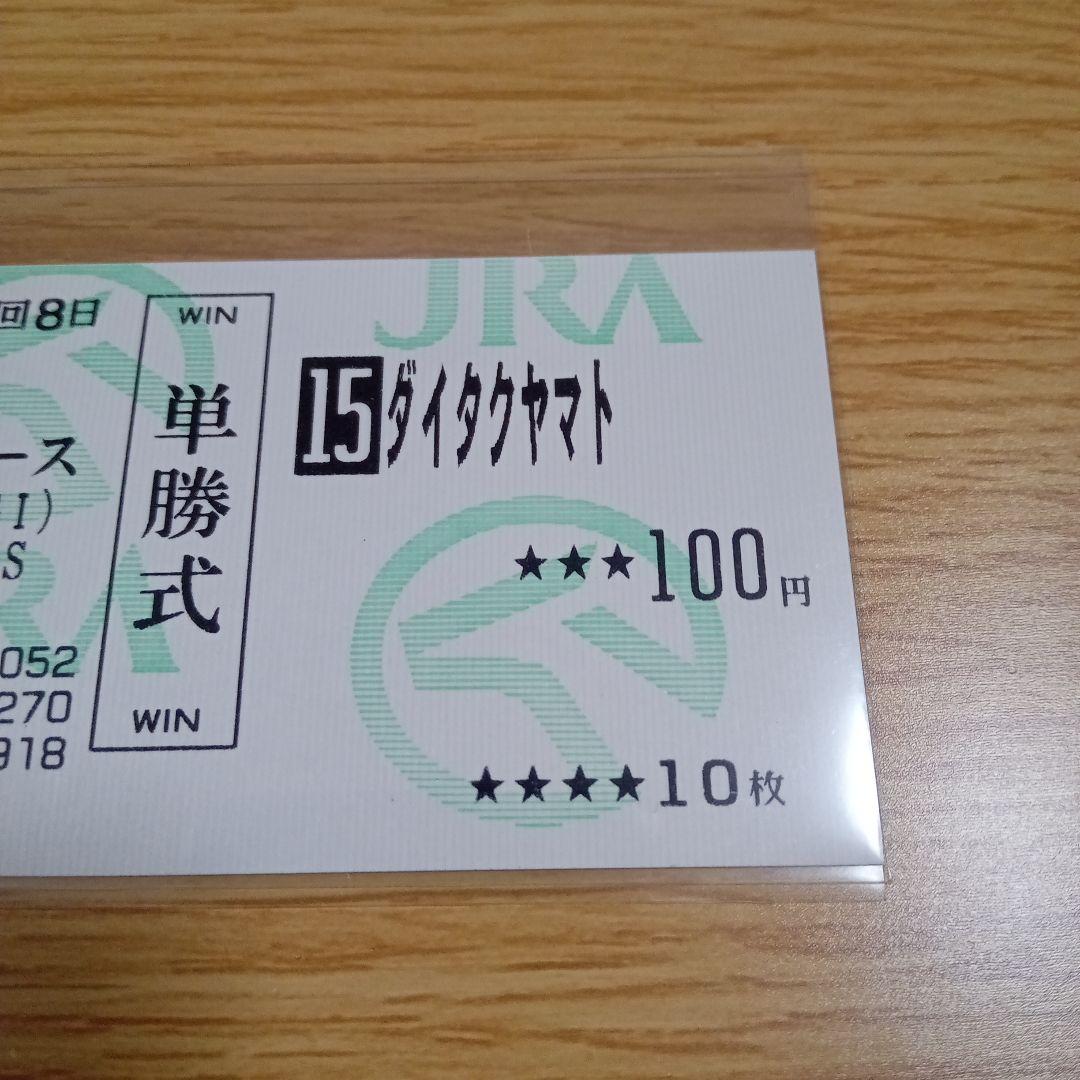 回8日
ース
I)
S
052
270
918
WIN
単勝式
WIN
JRA
15 ダイタクヤマト
★★★100円
★★★★10枚